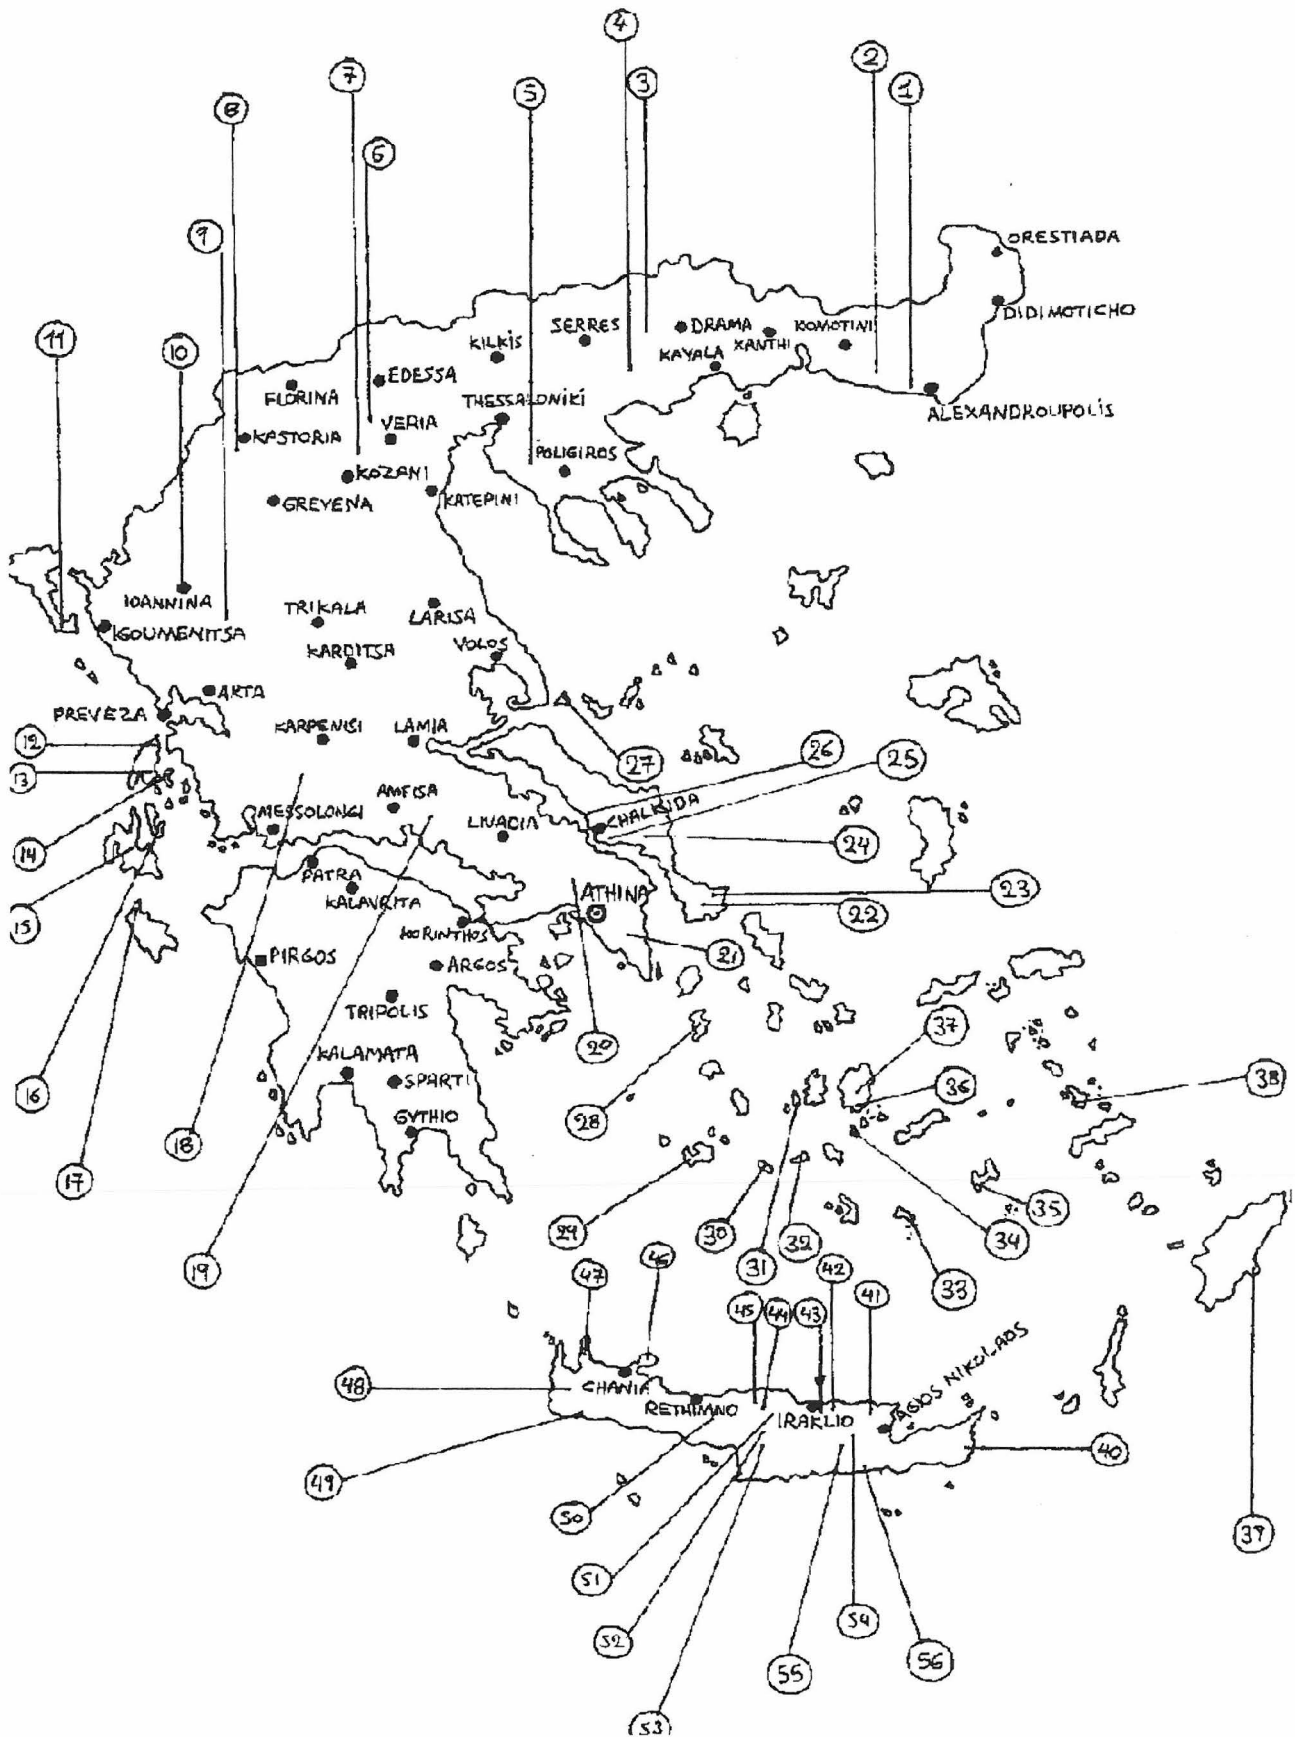 4
2
7
3
5
1
8
6
9
ORESTIADA
DIDIMOTICHO
11
10
SERRES
DRAMA
KOMOTINI
XANTHI
KILKİS
KAVALA
EDESSA
FLORINA
THESSALONİKİ
ALEXANDROUPOLİS
VERIA
KASTORIA
POLIGIROS
KOZANI
KATEPINI
GREVENA
IOANNINA
TRIKALA
LARISA
IGOUMENITSA
KARDITSA
VOLOS
ARTA
PREVEZA
KARPENISI
LAMIA
12
26
25
27
13
AMFISA
CHALKIDA
MESSOLONGI
LIVADIA
24
14
PATRA
ATHINA
23
KALAVRITA
22
15
KORINTHOS
PIRGOS
ARGOS
21
TRIPOLIS
37
20
KALAMATA
38
SPARTI
36
16
GYTHIO
28
18
17
35
29
30
32
34
19
31
33
47
46
42
45
44
43
41
48
CHANIA
AGIOS NIKOLAOS
RETHIMNO
IRAKLIO
40
49
50
39
51
54
52
55
56
53